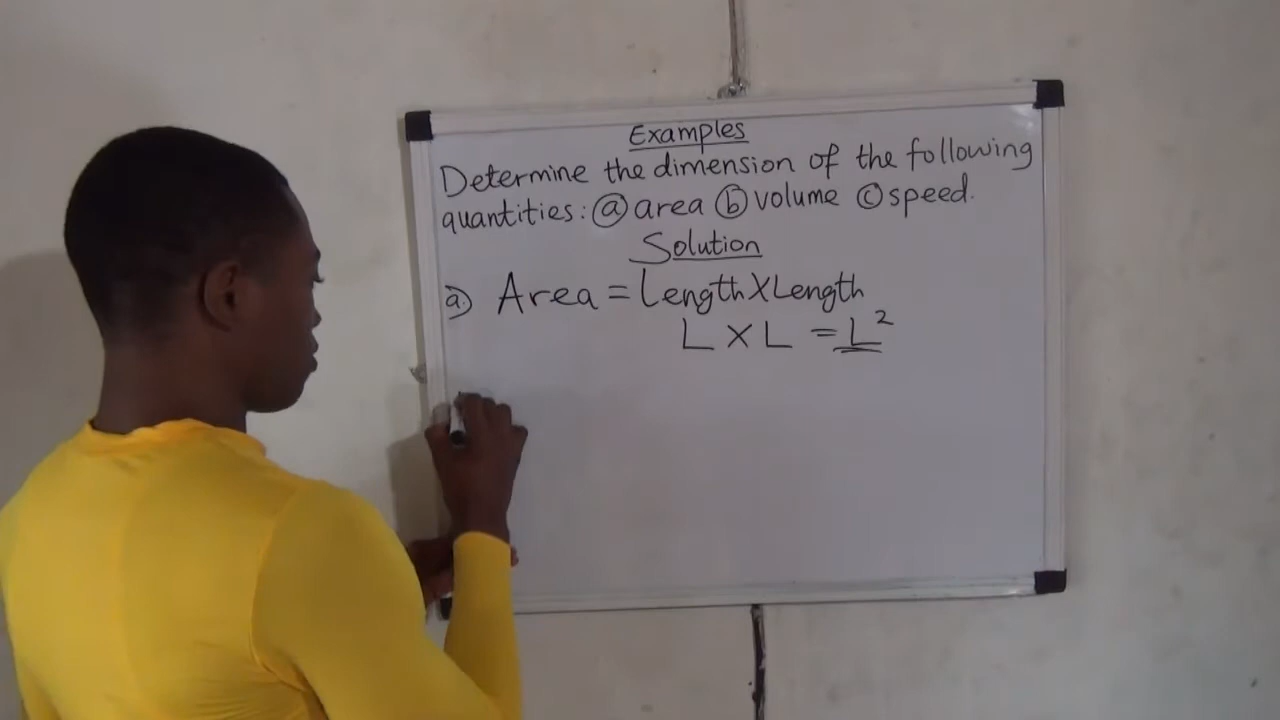 Examples
Determine the dimension of the following
quantities: ⓐ area ⓑ volume ⓒ speed.
Solution
ⓐ. Area = Length X Length
L X L = L²